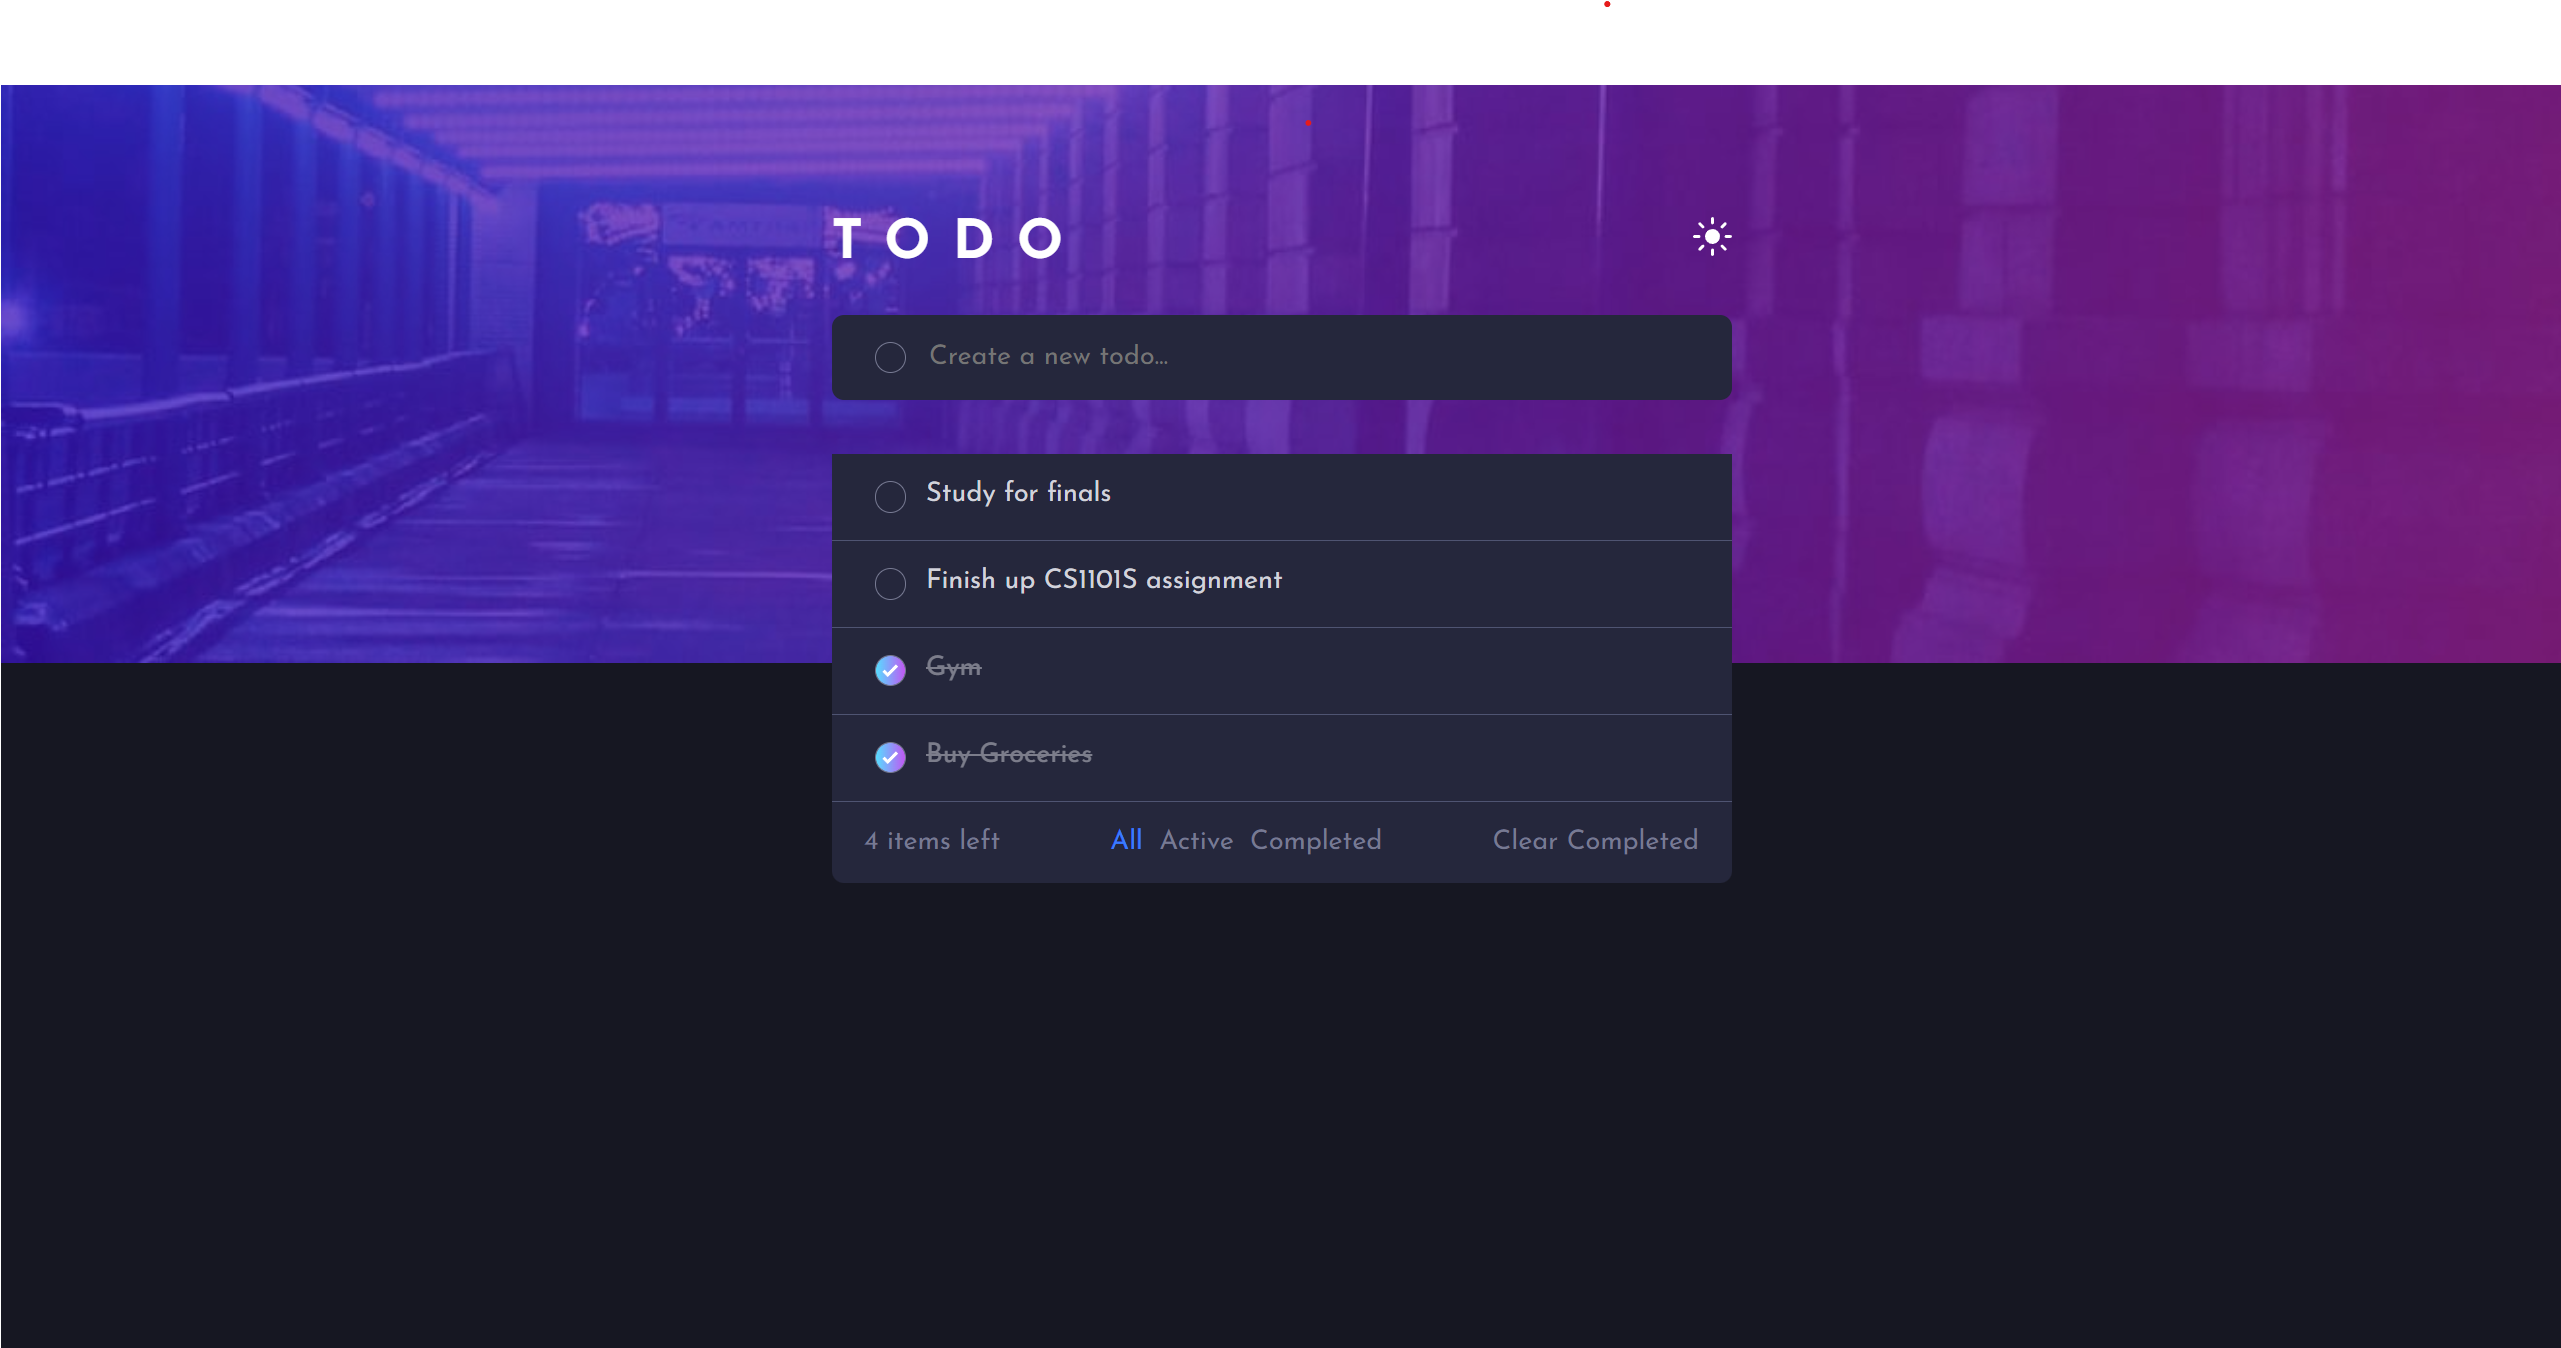 TODO
Create a new todo...
Study for finals
Finish up CS1101S assignment
Gym
Buy Groceries
4 items left All Active Completed Clear Completed